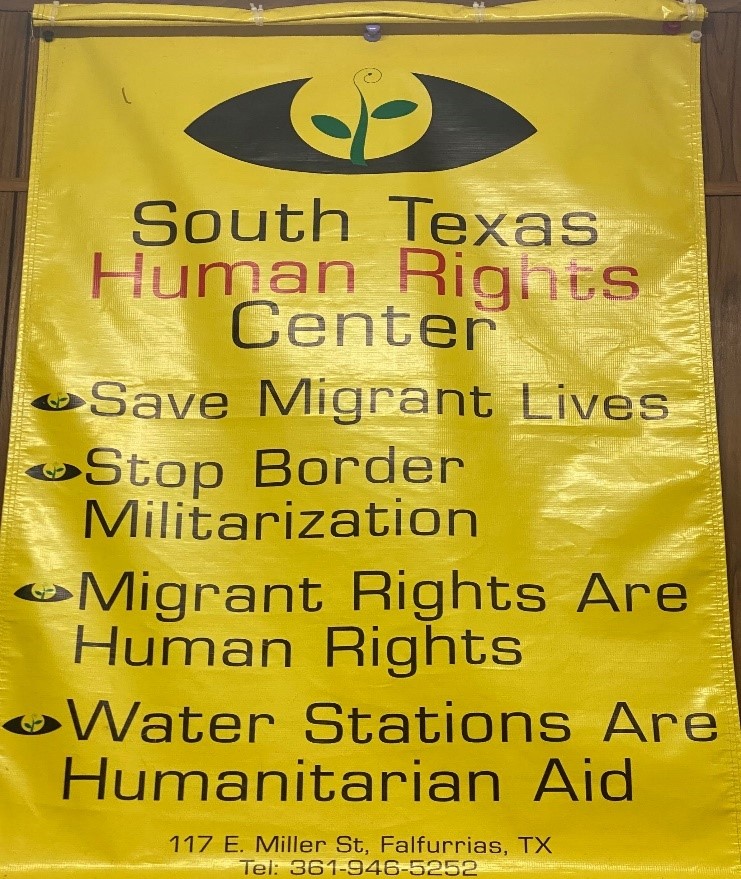 South Texas
Human Rights
Center
Save Migrant Lives
Stop Border
Militarization
Migrant Rights Are
Human Rights
Water Stations Are
Humanitarian Aid
117 E. Miller St, Falfurrias, TX
Tel: 361-946-5252